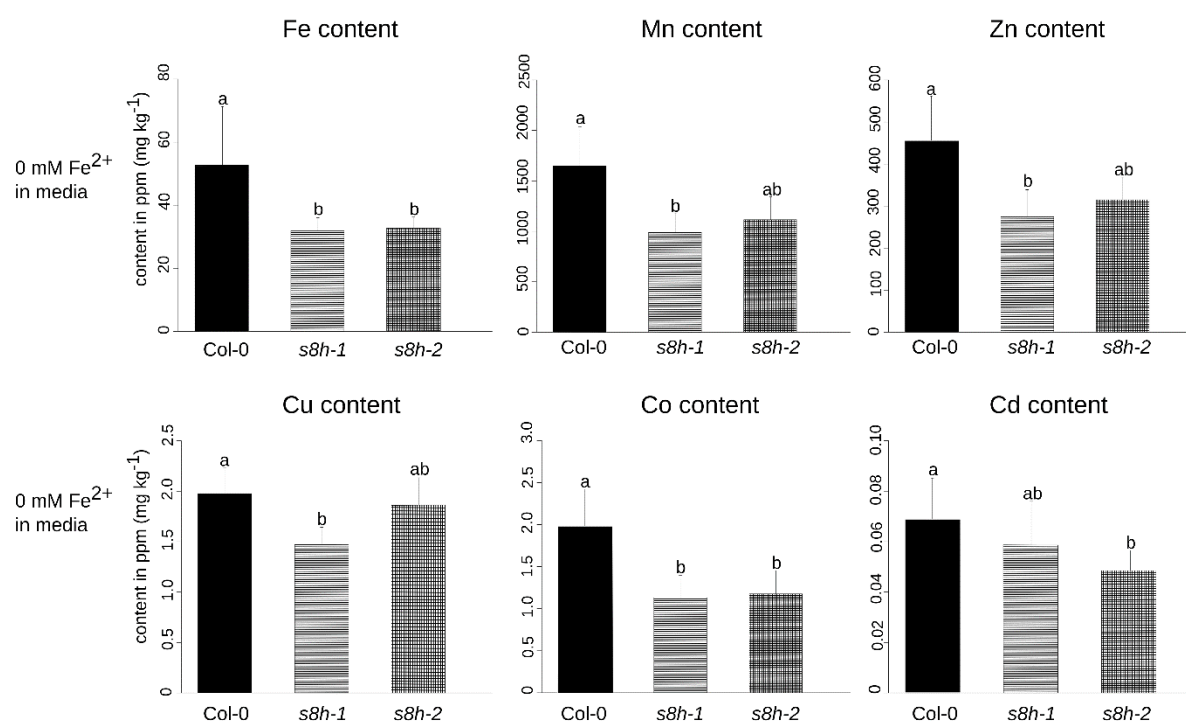 Fe content
Mn content
Zn content
0 mM Fe2+
in media
content in ppm (mg kg-1)
0
20
40
60
80
a
b
b
Col-0
s8h-1
s8h-2
0
500
1000
1500
2000
2500
a
b
ab
Col-0
s8h-1
s8h-2
0
100
200
300
400
500
600
a
b
ab
Col-0
s8h-1
s8h-2
Cu content
Co content
Cd content
0 mM Fe2+
in media
content in ppm (mg kg-1)
0
0.5
1.0
1.5
2.0
2.5
a
b
ab
Col-0
s8h-1
s8h-2
0
0.5
1.0
1.5
2.0
2.5
3.0
a
b
b
Col-0
s8h-1
s8h-2
0
0.02
0.04
0.06
0.08
0.10
a
ab
b
Col-0
s8h-1
s8h-2